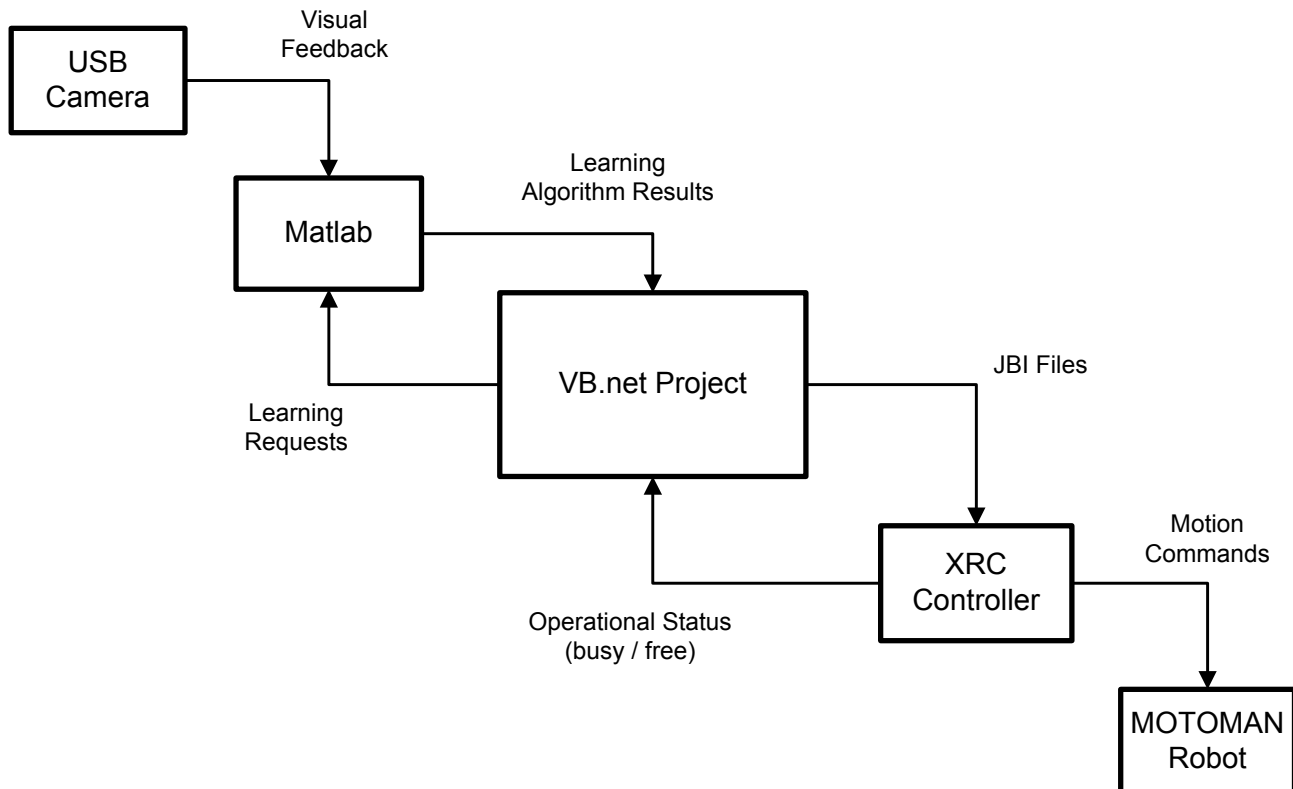 Visual
Feedback
USB
Camera
Learning
Algorithm Results
Matlab
JBI Files
VB.net Project
Learning
Requests
Motion
Commands
XRC
Controller
Operational Status
(busy / free)
MOTOMAN
Robot